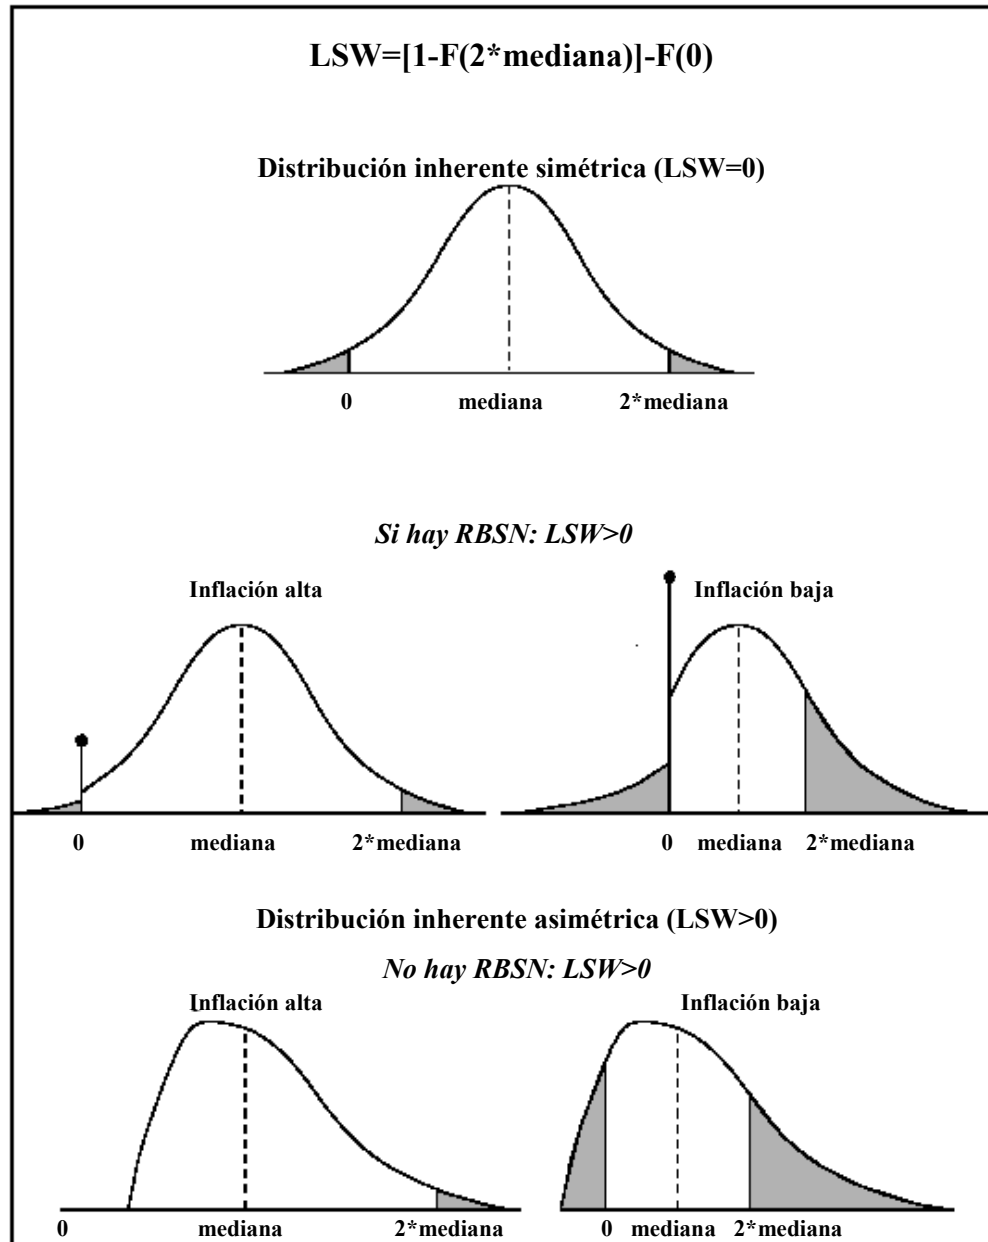 LSW=[1-F(2*mediana)]-F(0)
Distribución inherente simétrica (LSW=0)
0 mediana 2*mediana
Si hay RBSN: LSW>0
Inflación alta Inflación baja
0 mediana 2*mediana 0 mediana 2*mediana
Distribución inherente asimétrica (LSW>0)
No hay RBSN: LSW>0
Inflación alta Inflación baja
0 mediana 2*mediana 0 mediana 2*mediana